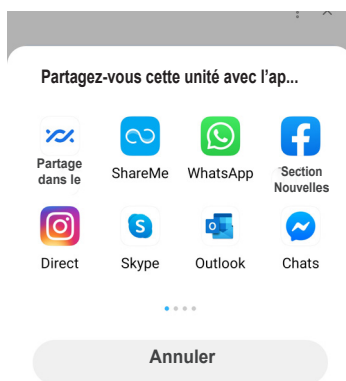 Partagez-vous cette unité avec l'ap...
Partage
dans le
ShareMe
WhatsApp
Section
Nouvelles
Direct
Skype
Outlook
Chats
Annuler